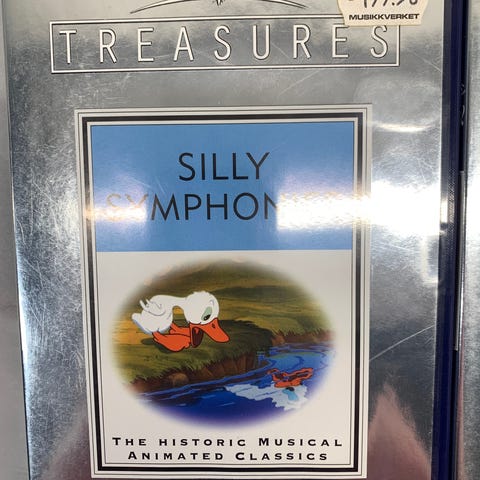 MUSIKKVERKET
TREASURES
SILLY
THE HISTORIC MUSICAL
ANIMATED CLASSICS